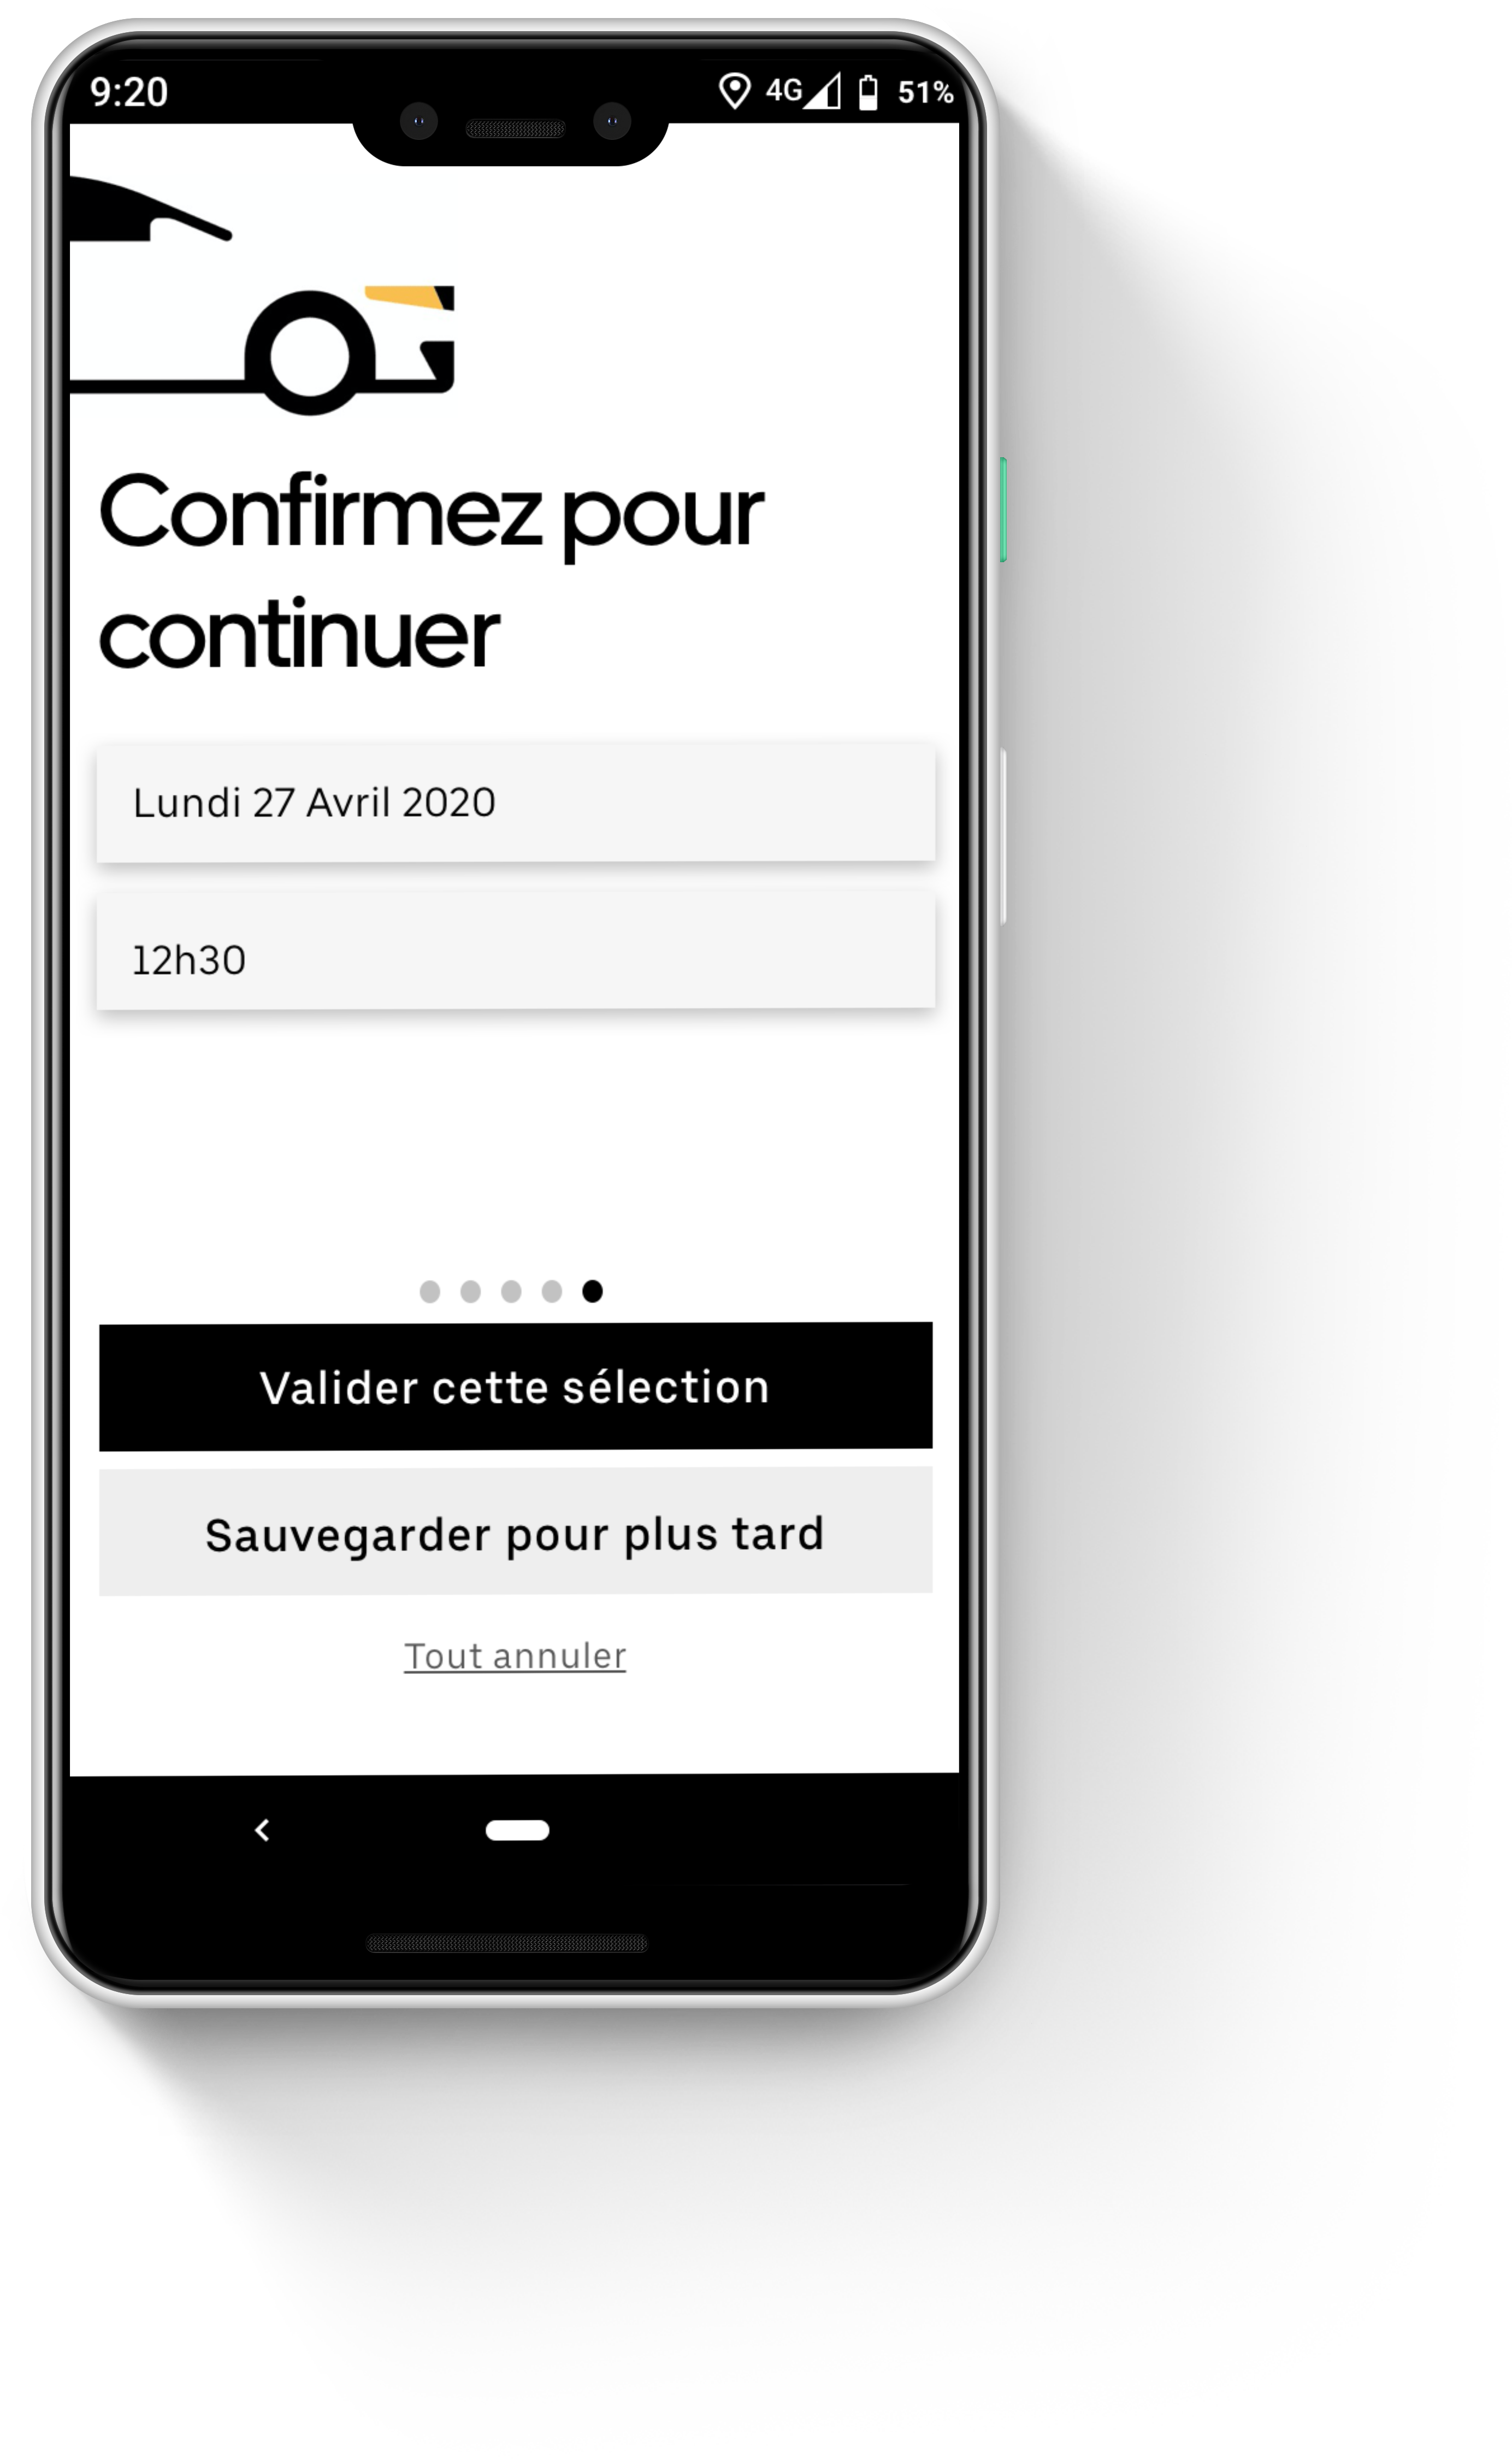 9:20 4G 51%
Confirmez pour
continuer
Lundi 27 Avril 2020
12h30
Valider cette sélection
Sauvegarder pour plus tard
Tout annuler